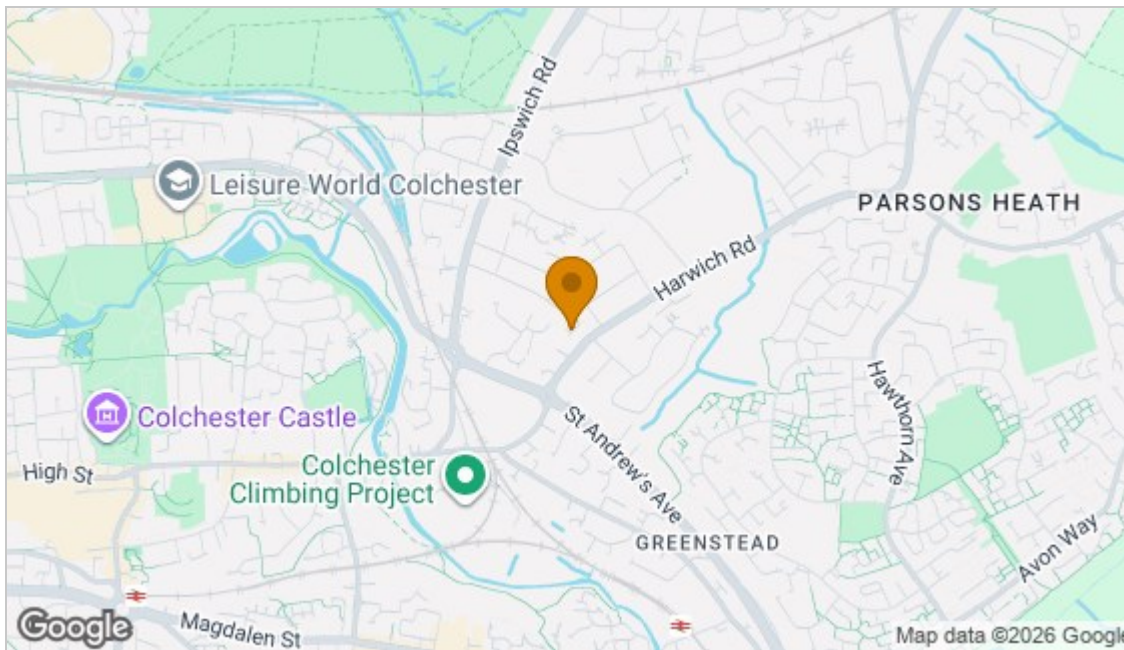 Ipswich Rd
Leisure World Colchester
PARSONS HEATH
Harwich Rd
Hawthorn Ave
Colchester Castle
St Andrew's Ave
High St
Colchester
Climbing Project
GREENSTEAD
Avon Way
Magdalen St
Google
Map data ©2026 Google